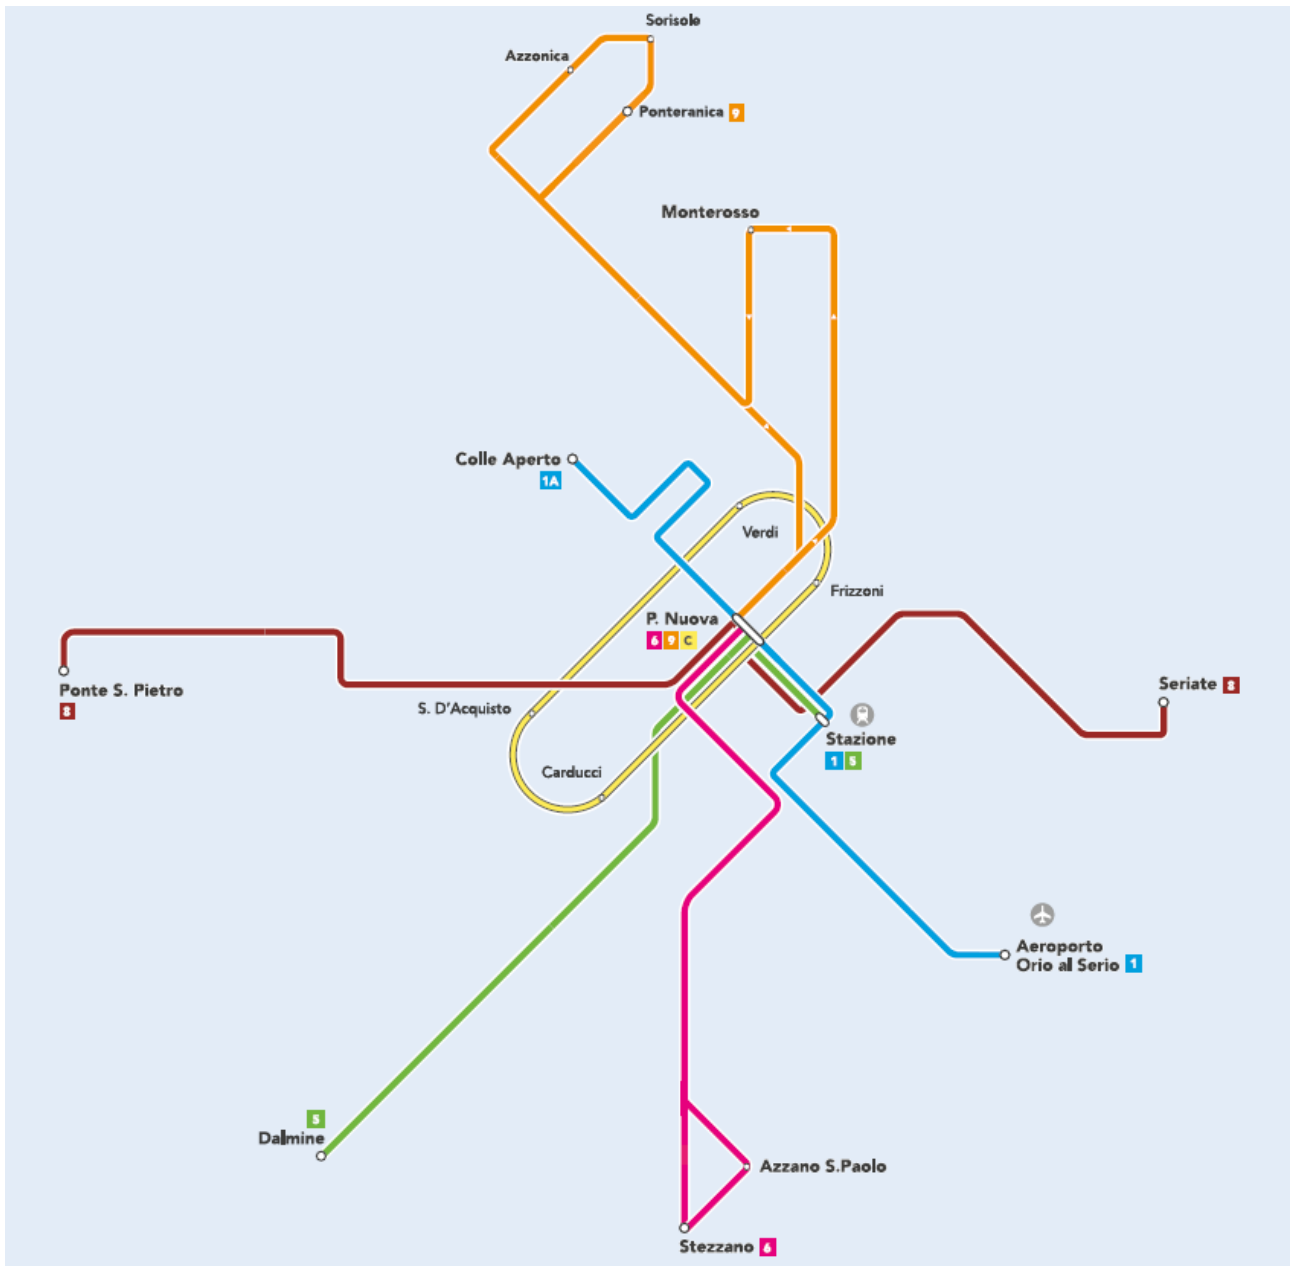 Sorisole
Azzonica
Ponteranica 9
Monterosso
Colle Aperto
1A
Verdi
Frizzoni
P. Nuova
6 9 C
Ponte S. Pietro
8
S. D'Acquisto
Seriate 8
Stazione
1 5
Carducci
Aeroporto
Orio al Serio 1
5
Dalmine
Azzano S.Paolo
Stezzano 6